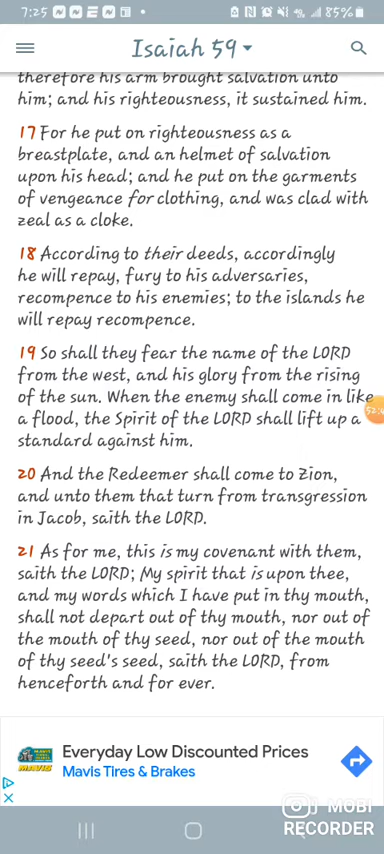 7:25
85%
Isaiah 59
therefore his arm brought salvation unto
him; and his righteousness, it sustained him.
17 For he put on righteousness as a
breastplate, and an helmet of salvation
upon his head; and he put on the garments
of vengeance for clothing, and was clad with
zeal as a cloke.
18 According to their deeds, accordingly
he will repay, fury to his adversaries,
recompence to his enemies; to the islands he
will repay recompence.
19 So shall they fear the name of the LORD
from the west, and his glory from the rising
of the sun. When the enemy shall come in like
a flood, the Spirit of the LORD shall lift up a
standard against him.
20 And the Redeemer shall come to Zion,
and unto them that turn from transgression
in Jacob, saith the LORD.
21 As for me, this is my covenant with them,
saith the LORD; My spirit that is upon thee,
and my words which I have put in thy mouth,
shall not depart out of thy mouth, nor out of
the mouth of thy seed, nor out of the mouth
of thy seed's seed, saith the LORD, from
henceforth and for ever.
Everyday Low Discounted Prices
Mavis Tires & Brakes
MAVIS
MOBI
RECORDER